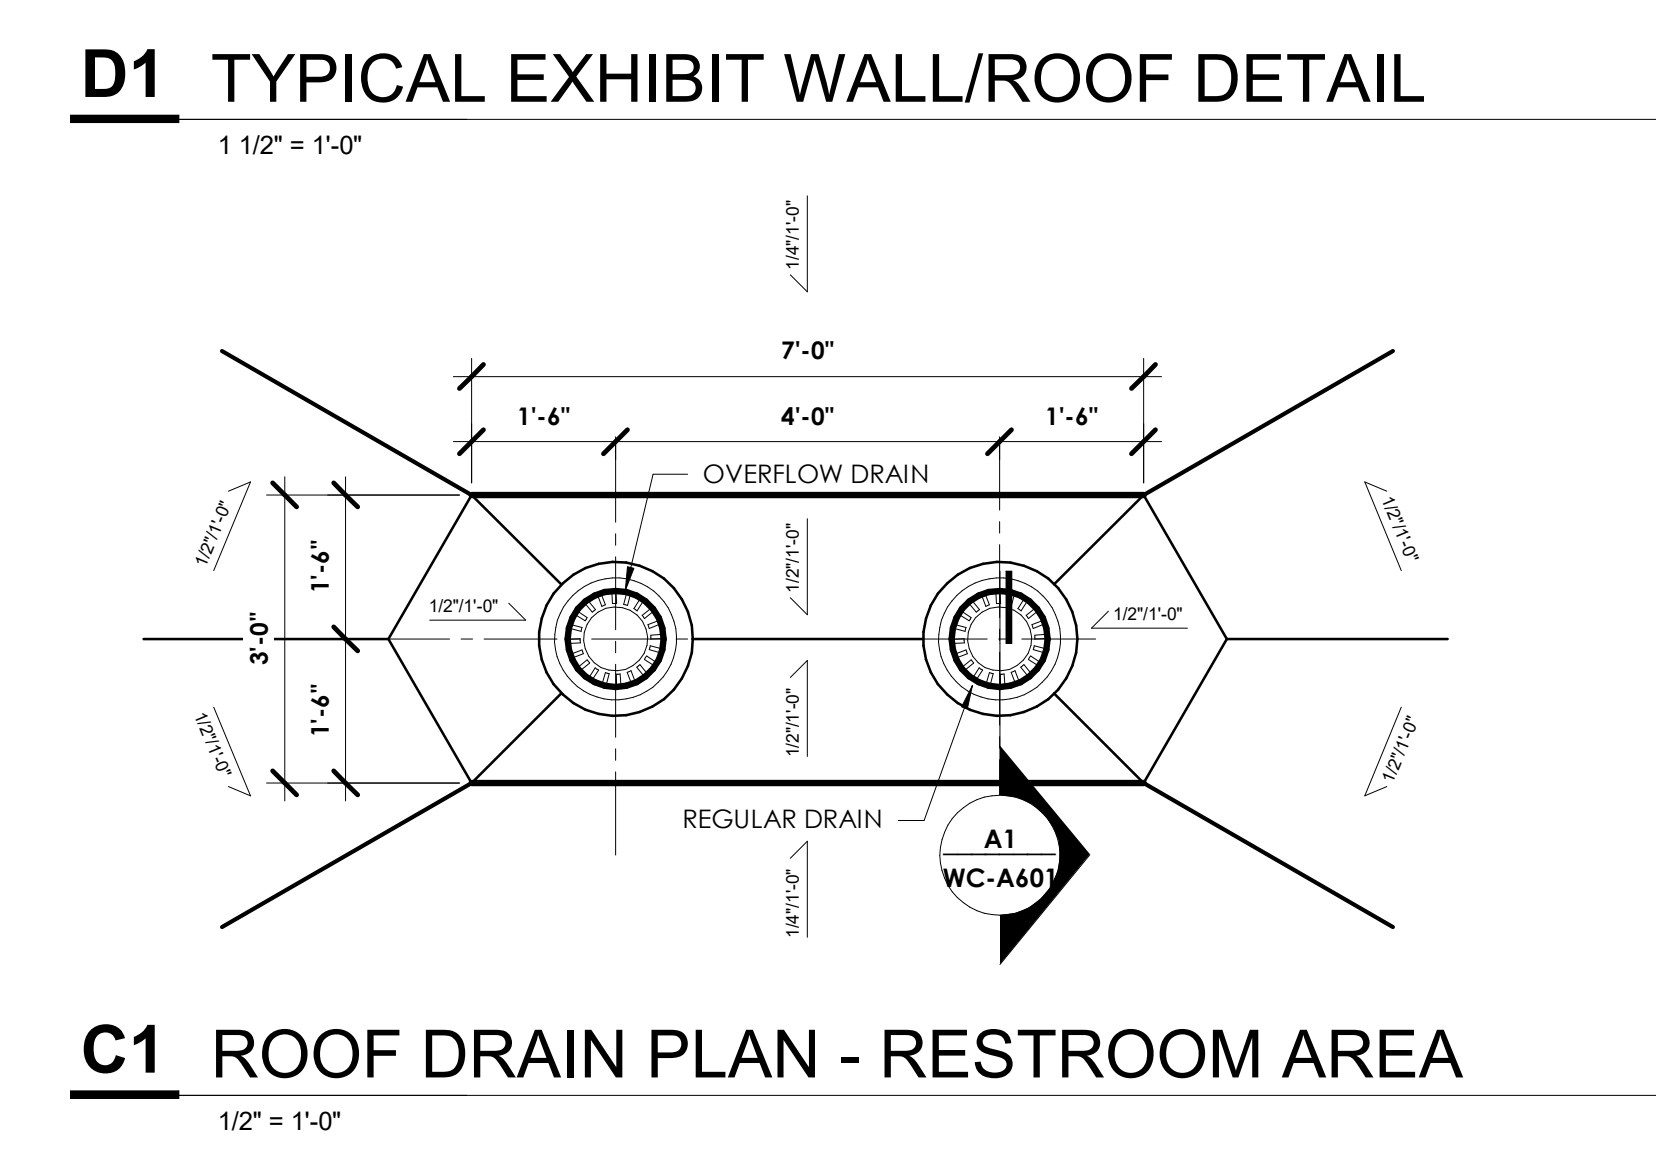 D1 TYPICAL EXHIBIT WALL/ROOF DETAIL
1 1/2" = 1'-0"
1/4"/1'-0"
7'-0"
1'-6"
4'-0"
1'-6"
OVERFLOW DRAIN
1/2"/1'-0"
1/2"/1'-0"
1/2"/1'-0"
1'-6"
1/2"/1'-0"
1/2"/1'-0"
3'-0"
1/2"/1'-0"
1'-6"
1/2"/1'-0"
1/2"/1'-0"
REGULAR DRAIN
A1
WC-A601
1/4"/1'-0"
C1 ROOF DRAIN PLAN - RESTROOM AREA
1/2" = 1'-0"